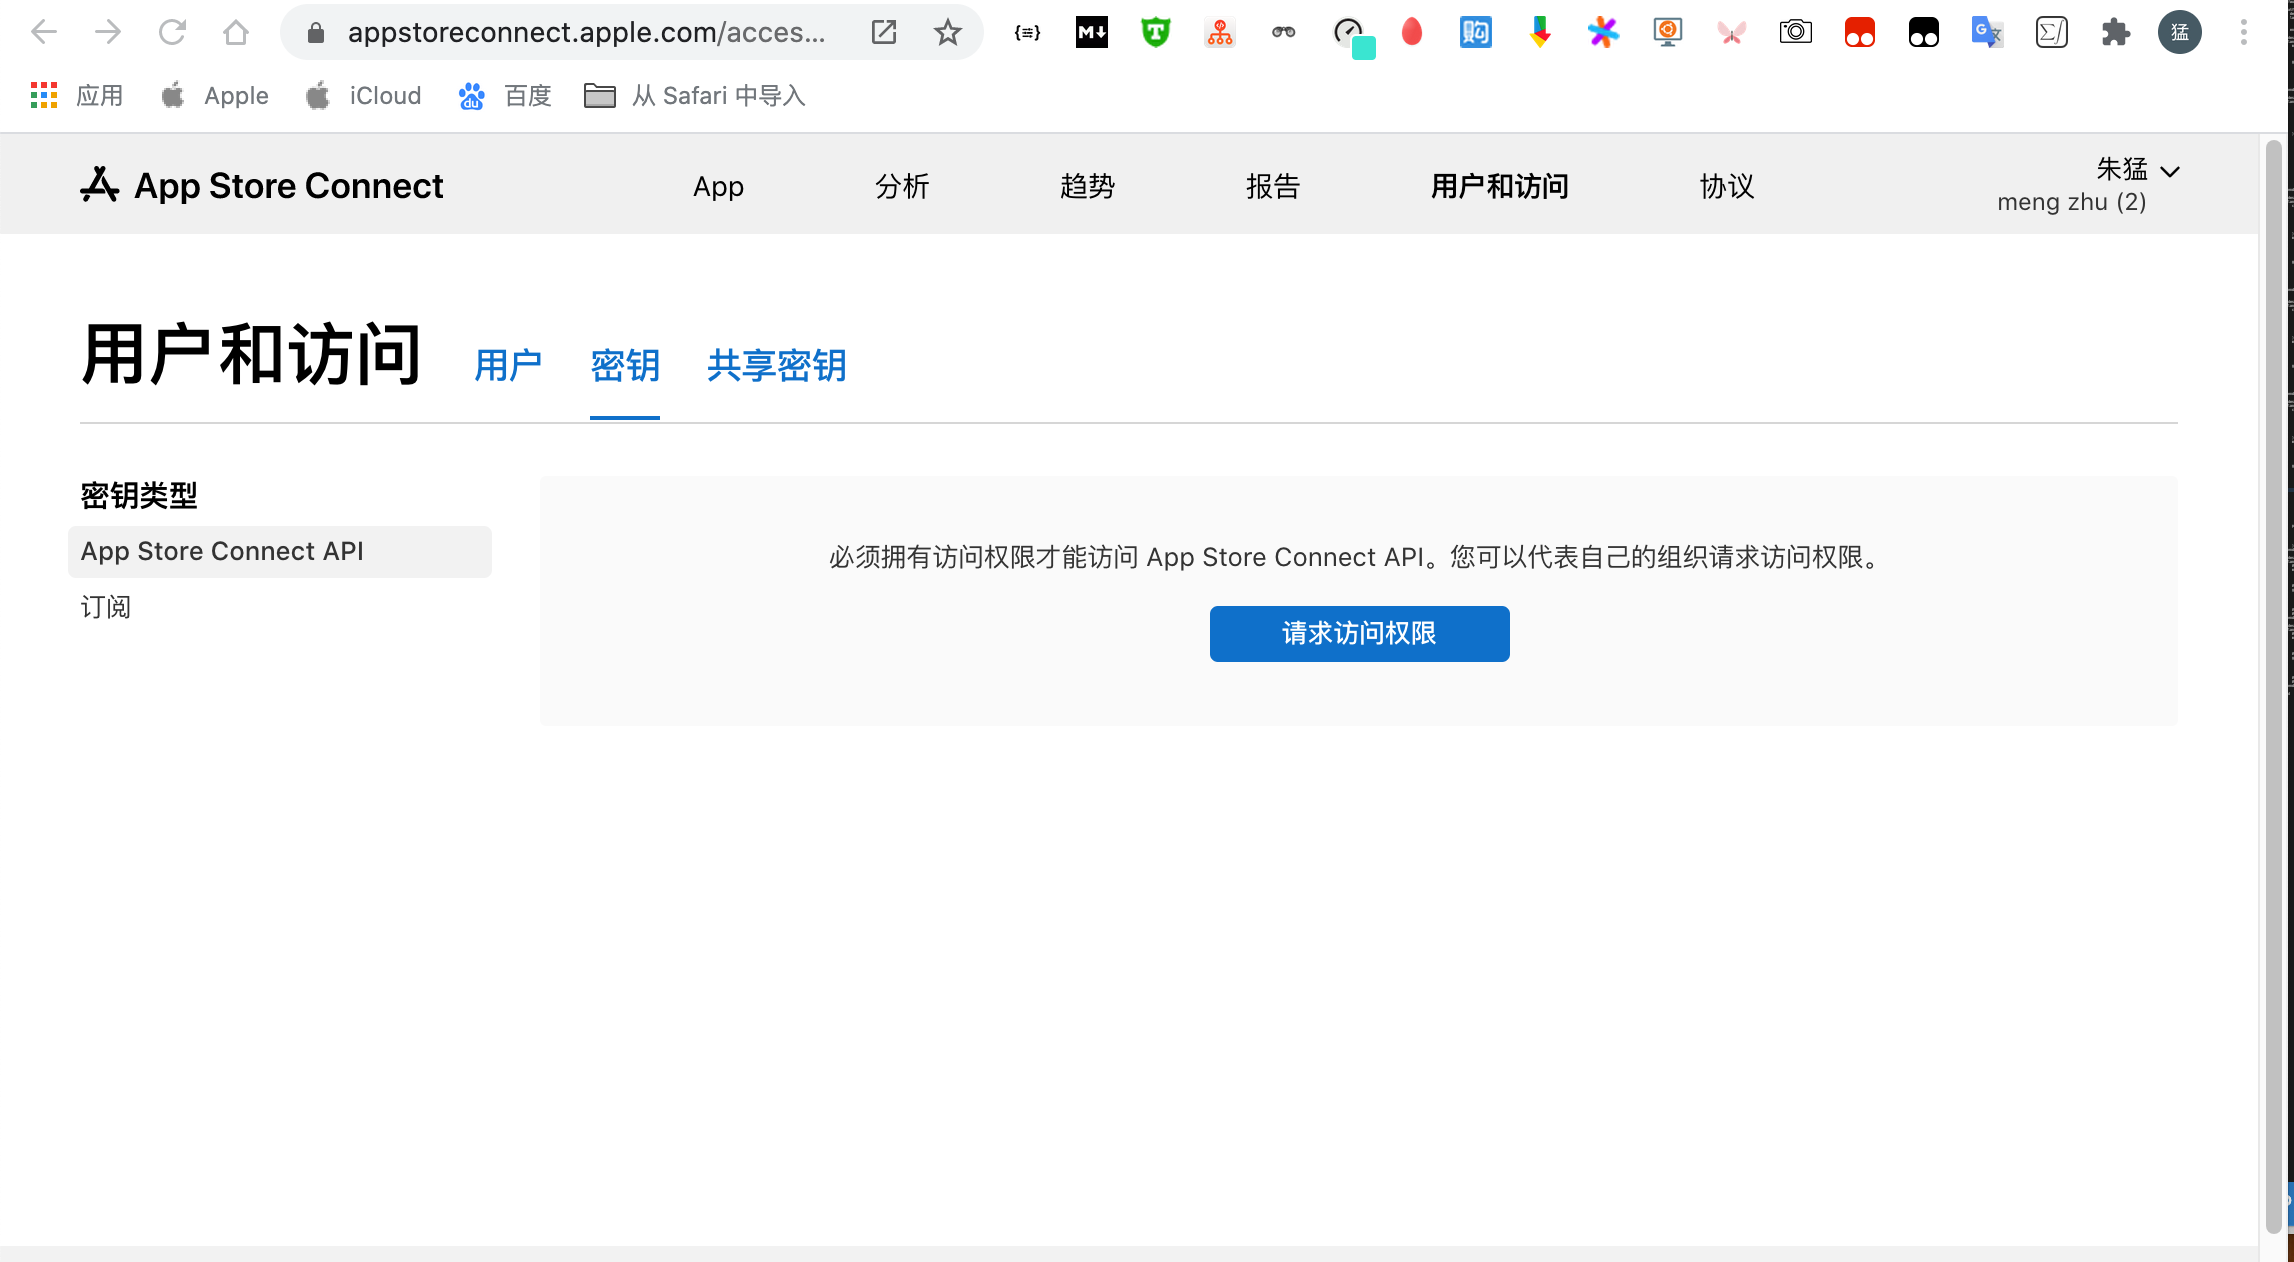 appstoreconnect.apple.com/acces...
猛
应用
Apple
iCloud
百度
从 Safari 中导入
App Store Connect
App
分析
趋势
报告
用户和访问
协议
朱猛
meng zhu (2)
用户和访问
用户
密钥
共享密钥
密钥类型
App Store Connect API
订阅
必须拥有访问权限才能访问 App Store Connect API。您可以代表自己的组织请求访问权限。
请求访问权限